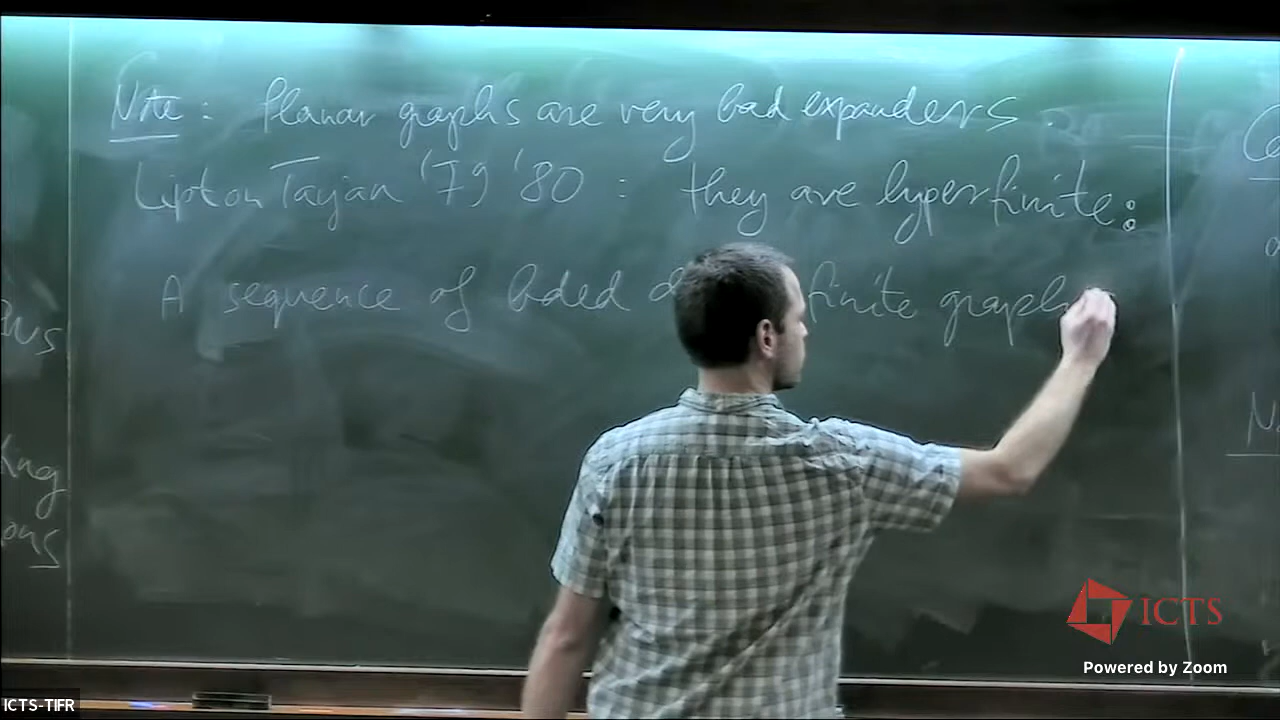 Note : Planar graphs are very bad expanders.
Lipton Tarjan '79 '80 : they are hyperfinite:
A sequence of bded d finite graph
ICTS
Powered by Zoom
ICTS-TIFR